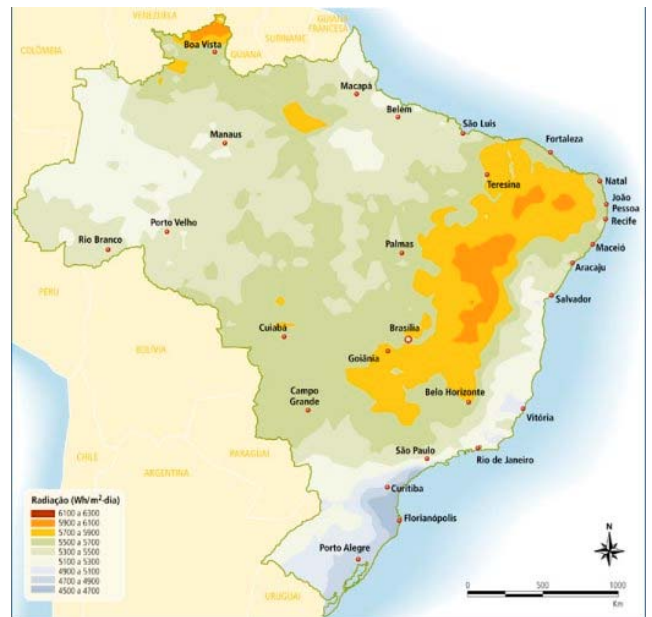 VENEZUELA
GUIANA
FRANCESA
SURINAME
COLÔMBIA
GUIANA
Boa Vista
Macapá
Belém
São Luis
Fortaleza
Manaus
Teresina
Natal
João
Pessoa
Recife
Porto Velho
Rio Branco
Palmas
Maceió
Aracaju
Salvador
PERU
Cuiabá
Brasília
Goiânia
BOLÍVIA
Campo
Grande
Belo Horizonte
Vitória
CHILE
PARAGUAI
São Paulo
Rio de Janeiro
ARGENTINA
Curitiba
Florianópolis
Porto Alegre
URUGUAI
Radiação (Wh/m²-dia)
6100 a 6300
5900 a 6100
5700 a 5900
5500 a 5700
5300 a 5500
5100 a 5300
4900 a 5100
4700 a 4900
4500 a 4700
N
0 500 1000
Km